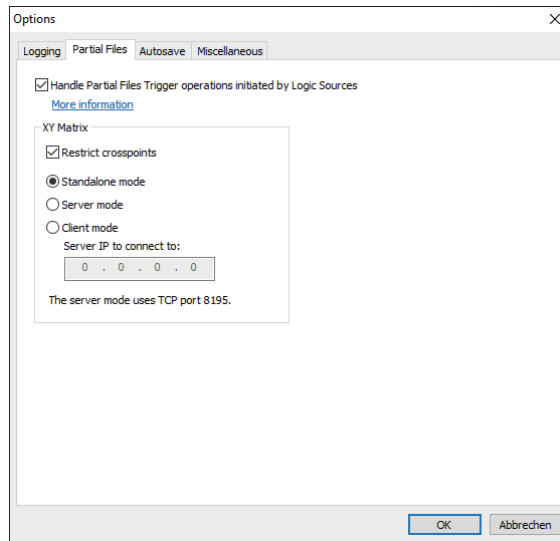 Options
Logging Partial Files Autosave Miscellaneous
Handle Partial Files Trigger operations initiated by Logic Sources
More information
XY Matrix
Restrict crosspoints
Standalone mode
Server mode
Client mode
Server IP to connect to:
0 . 0 . 0 . 0
The server mode uses TCP port 8195.
OK Abbrechen